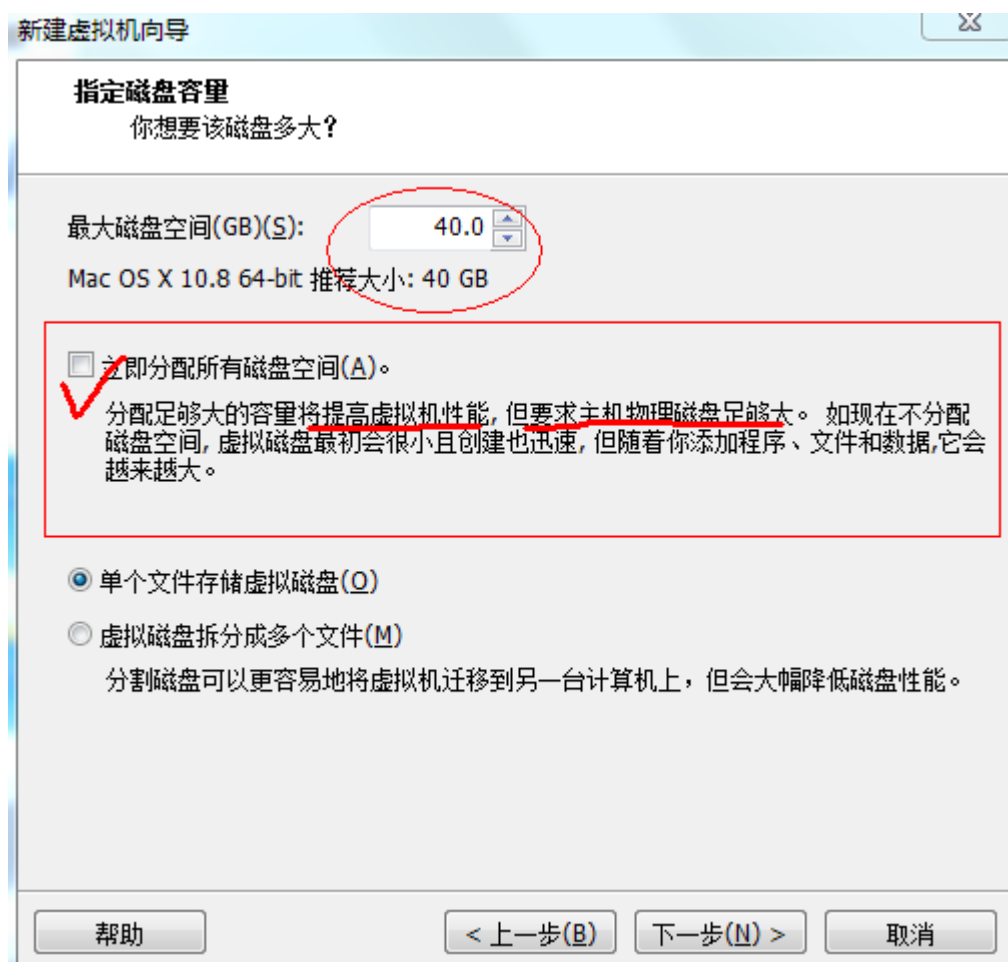 新建虚拟机向导
指定磁盘容量
你想要该磁盘多大?
最大磁盘空间(GB)(S):
40.0
Mac OS X 10.8 64-bit 推荐大小: 40 GB
立即分配所有磁盘空间(A)。
分配足够大的容量将提高虚拟机性能, 但要求主机物理磁盘足够大。 如现在不分配
磁盘空间, 虚拟磁盘最初会很小且创建也迅速, 但随着你添加程序、文件和数据,它会
越来越大。
单个文件存储虚拟磁盘(O)
虚拟磁盘拆分成多个文件(M)
分割磁盘可以更容易地将虚拟机迁移到另一台计算机上，但会大幅降低磁盘性能。
帮助
< 上一步(B)
下一步(N) >
取消